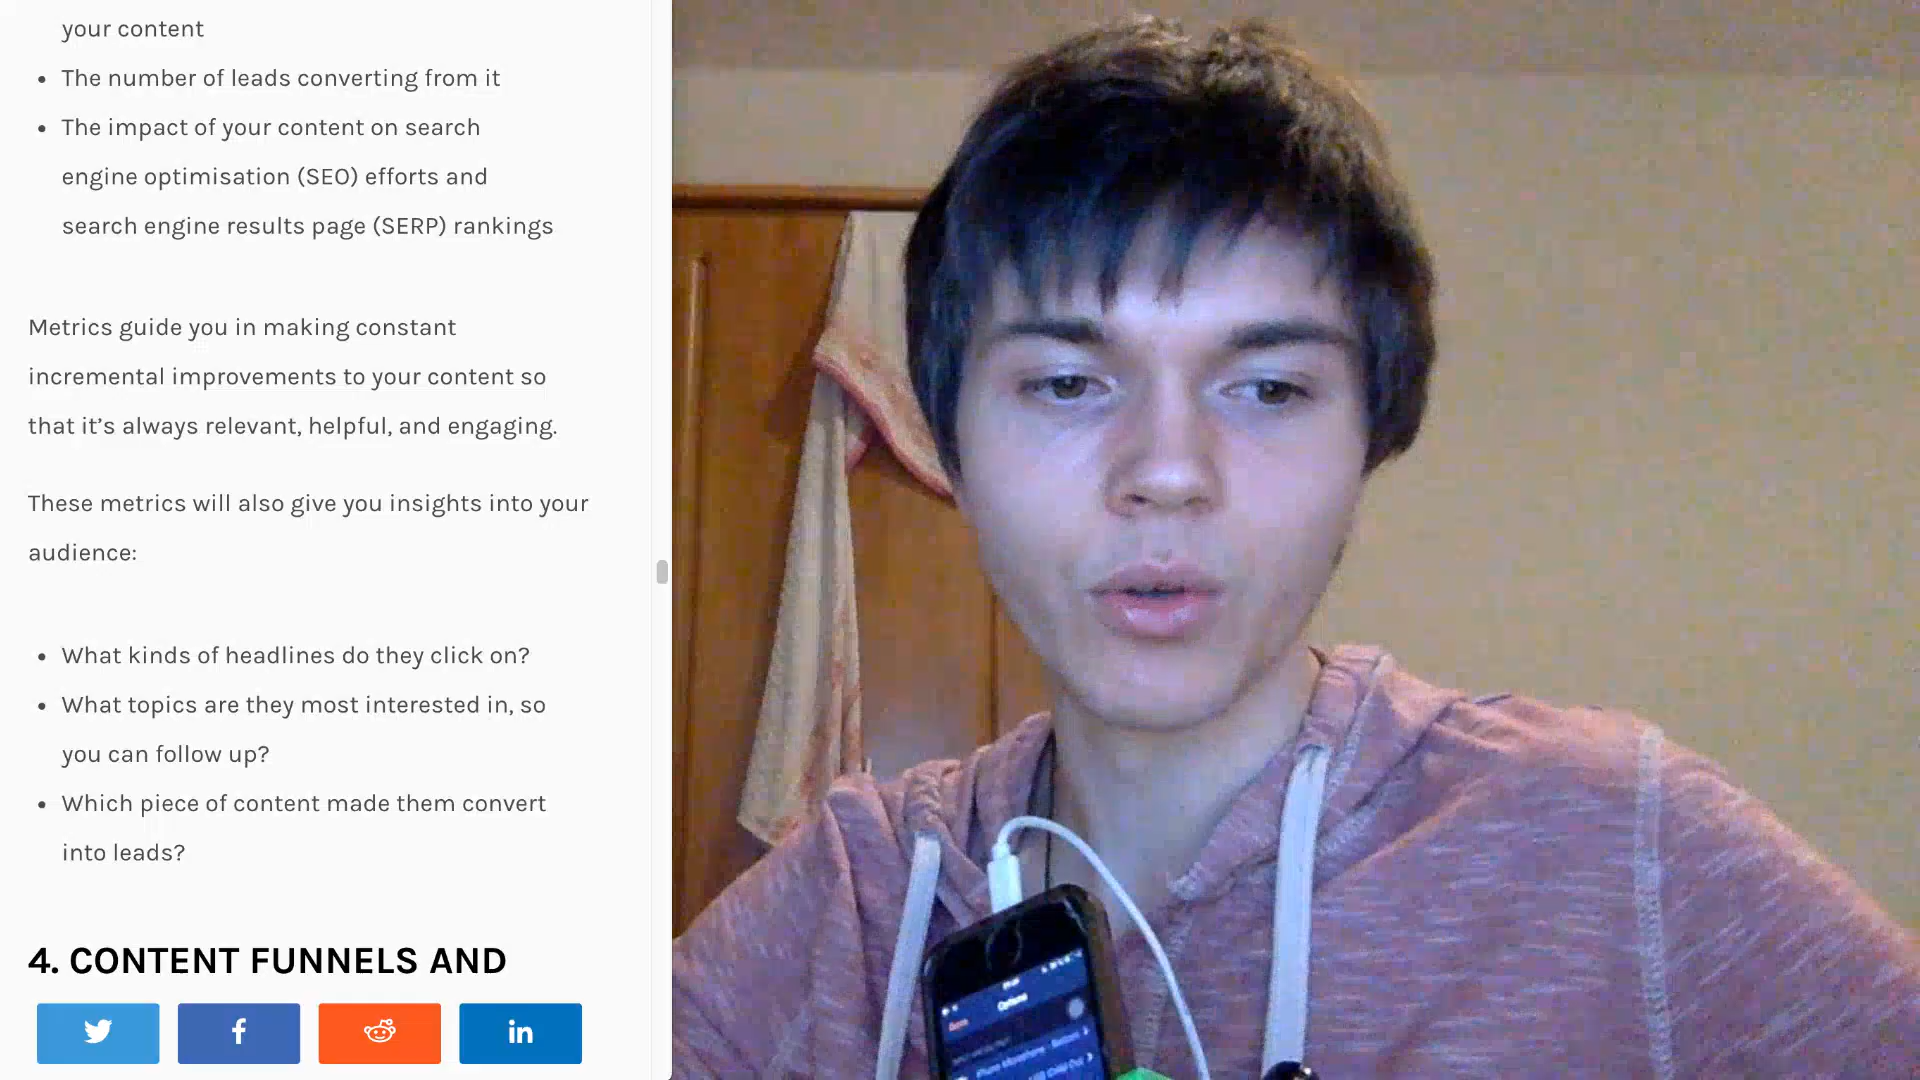 your content
• The number of leads converting from it
• The impact of your content on search
engine optimisation (SEO) efforts and
search engine results page (SERP) rankings
Metrics guide you in making constant
incremental improvements to your content so
that it’s always relevant, helpful, and engaging.
These metrics will also give you insights into your
audience:
• What kinds of headlines do they click on?
• What topics are they most interested in, so
you can follow up?
• Which piece of content made them convert
into leads?
4. CONTENT FUNNELS AND
f
in
Options